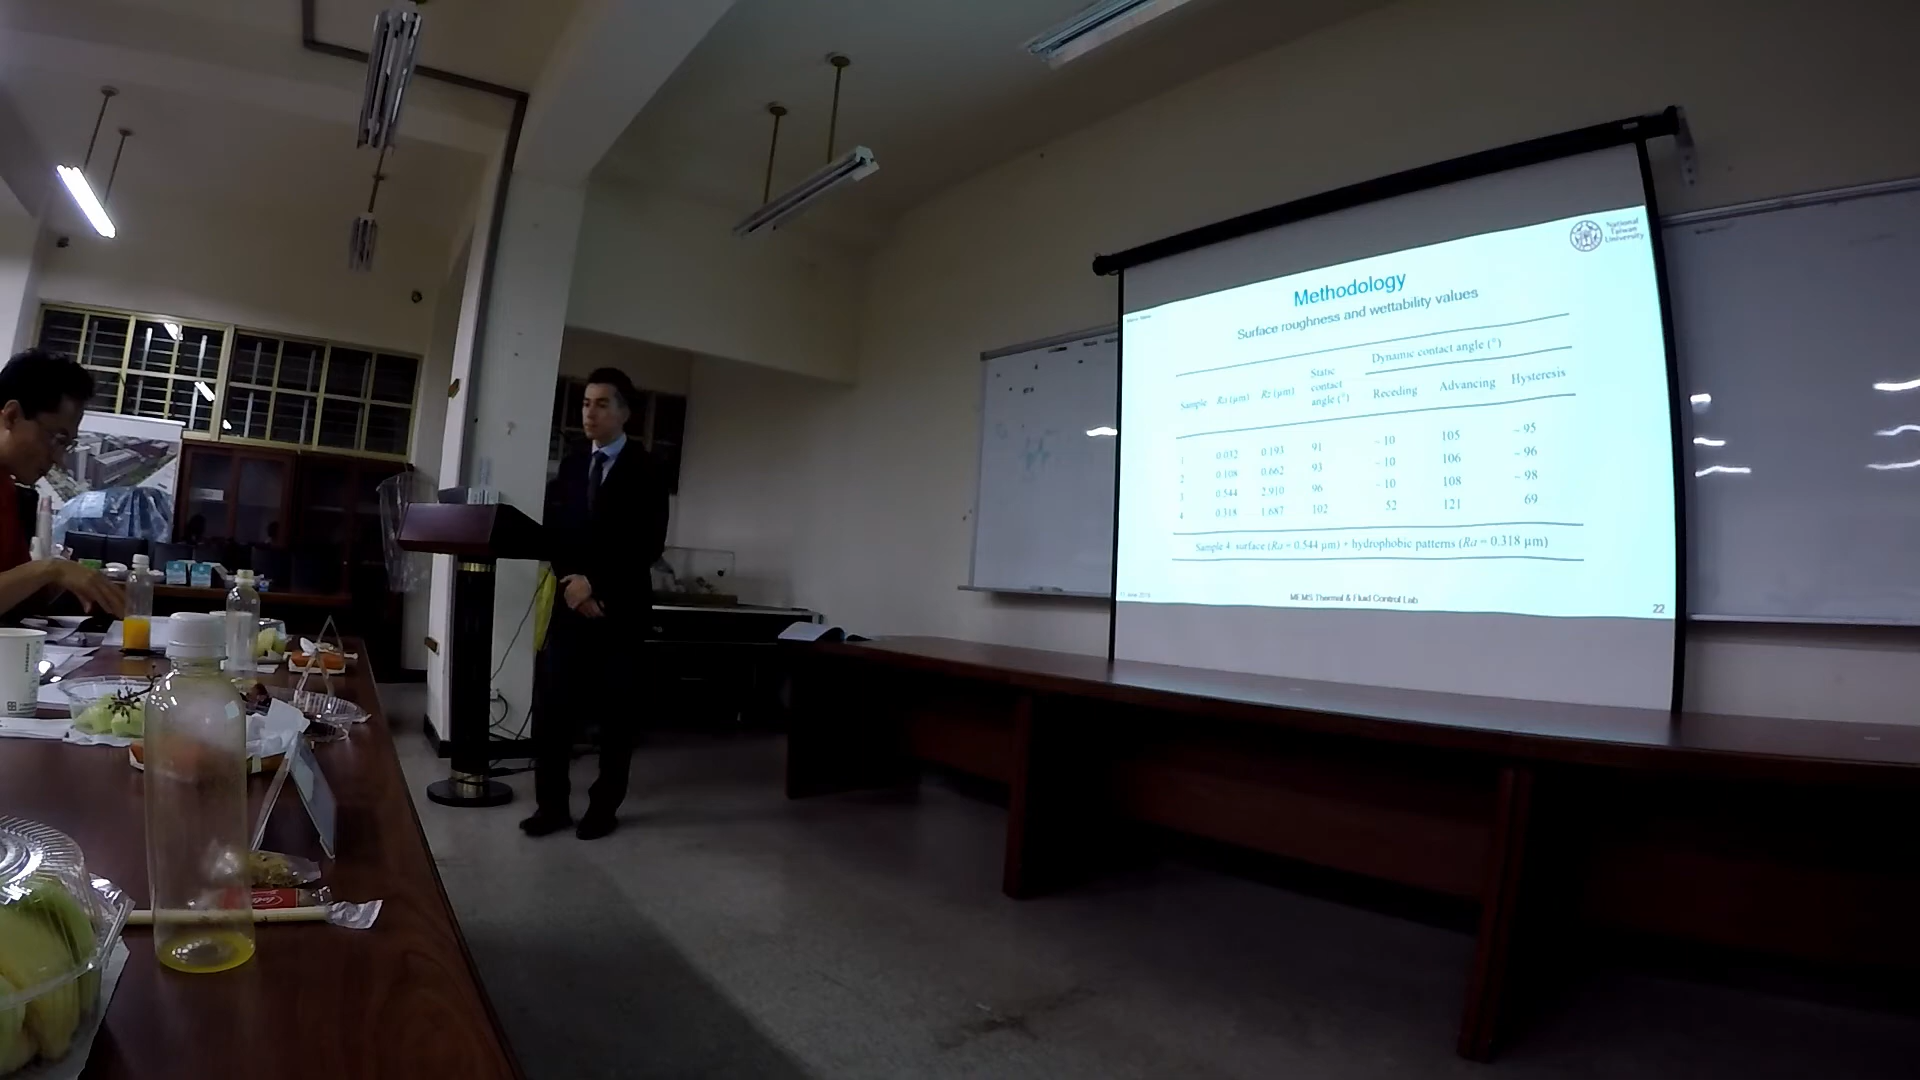 National
Taiwan
University
Methodology
Surface roughness and wettability values
Sample Ra (µm) Rz (µm) Static contact angle (°) Dynamic contact angle (°)
Receding Advancing Hysteresis
1 0.032 0.193 91 ~ 10 105 ~ 95
2 0.108 0.662 93 ~ 10 106 ~ 96
3 0.544 2.910 96 ~ 10 108 ~ 98
4 0.318 1.687 102 52 121 69
Sample 4: surface (Ra = 0.544 µm) + hydrophobic patterns (Ra = 0.318 µm)
MEMS Thermal & Fluid Control Lab
22